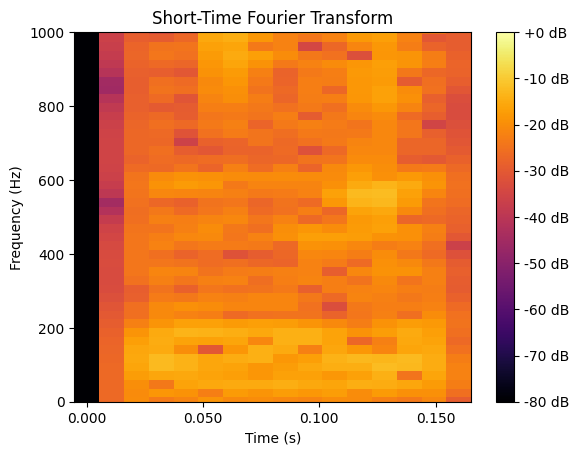 Short-Time Fourier Transform
1000
800
600
400
200
0
Frequency (Hz)
0.000
0.050
0.100
0.150
Time (s)
+0 dB
-10 dB
-20 dB
-30 dB
-40 dB
-50 dB
-60 dB
-70 dB
-80 dB